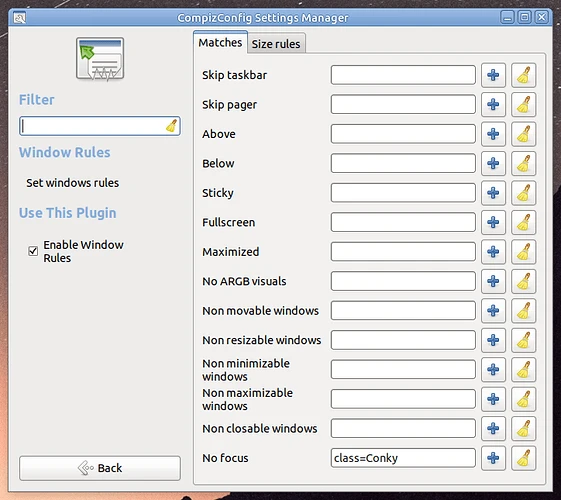 CompizConfig Settings Manager
Filter
Window Rules
Set windows rules
Use This Plugin
Enable Window
Rules
Back
Matches
Size rules
Skip taskbar
Skip pager
Above
Below
Sticky
Fullscreen
Maximized
No ARGB visuals
Non movable windows
Non resizable windows
Non minimizable
windows
Non maximizable
windows
Non closable windows
No focus
class=Conky